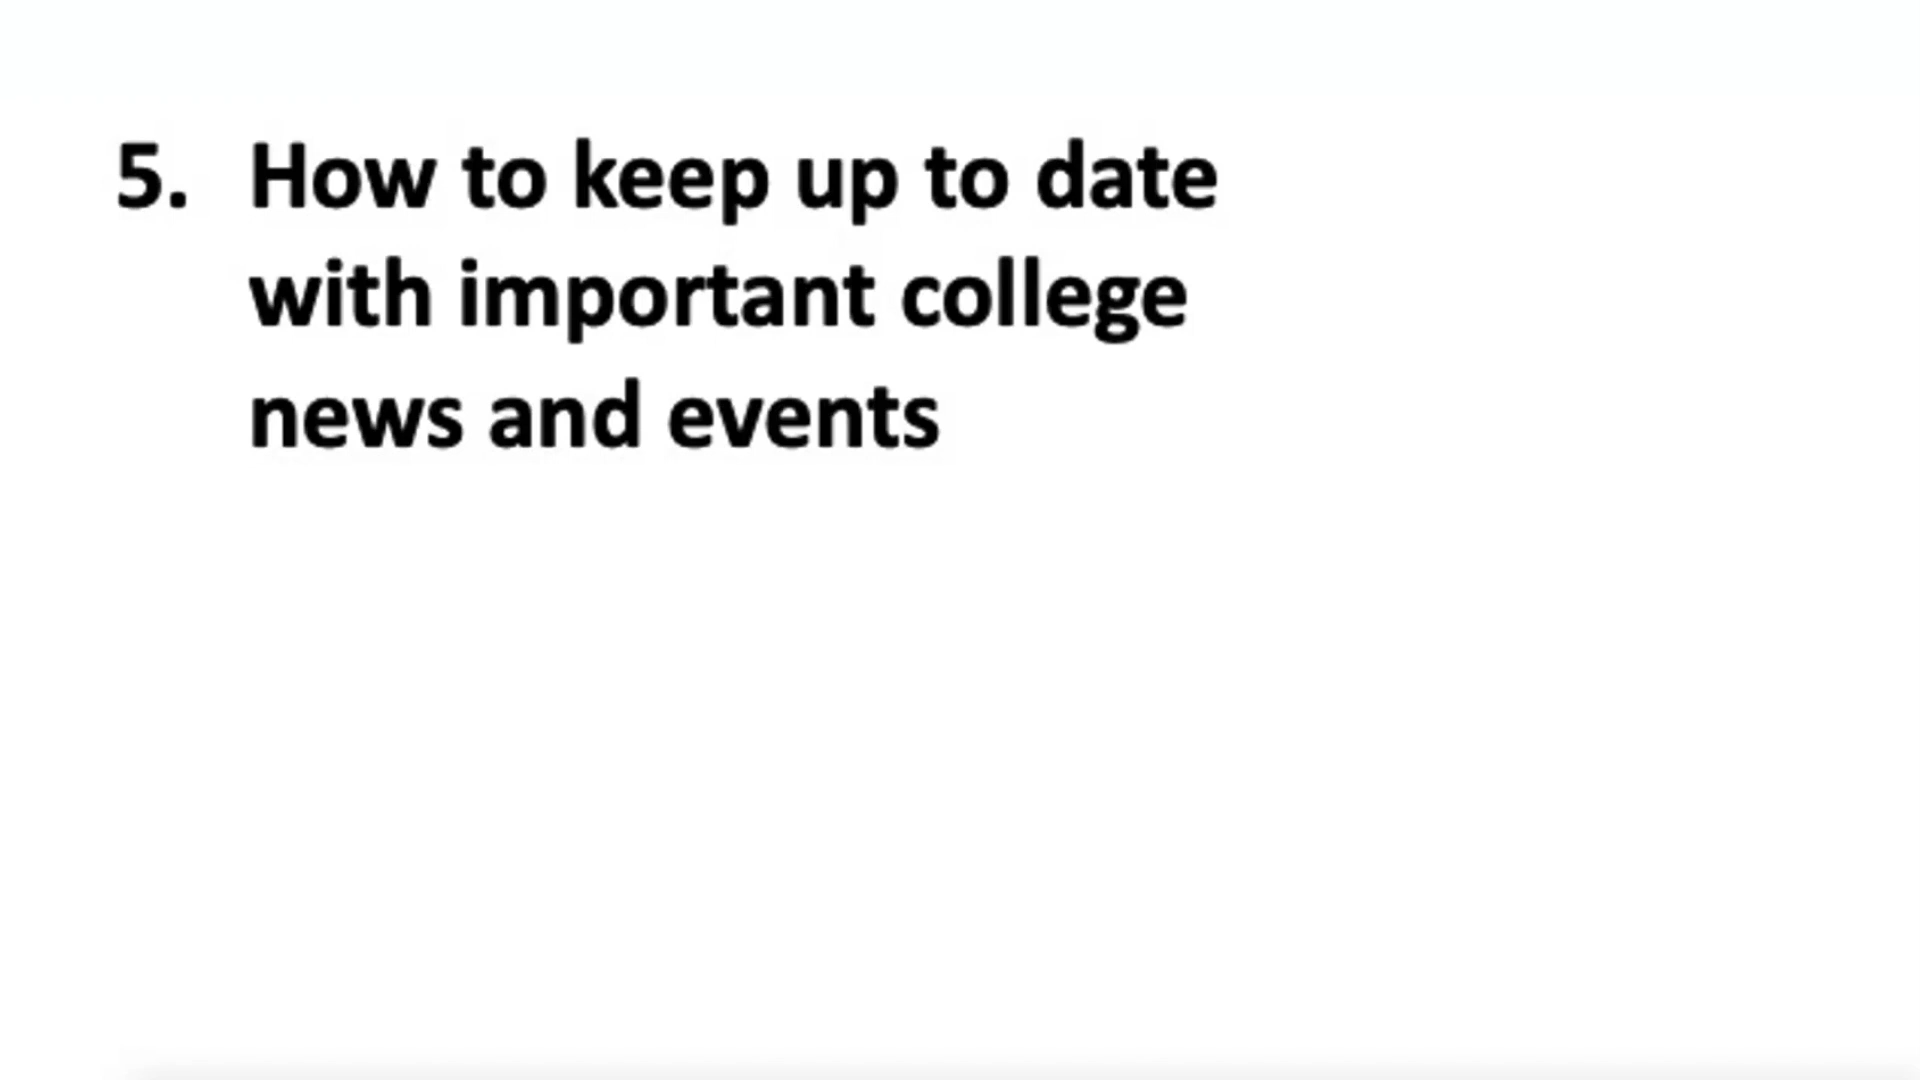 5. How to keep up to date
with important college
news and events